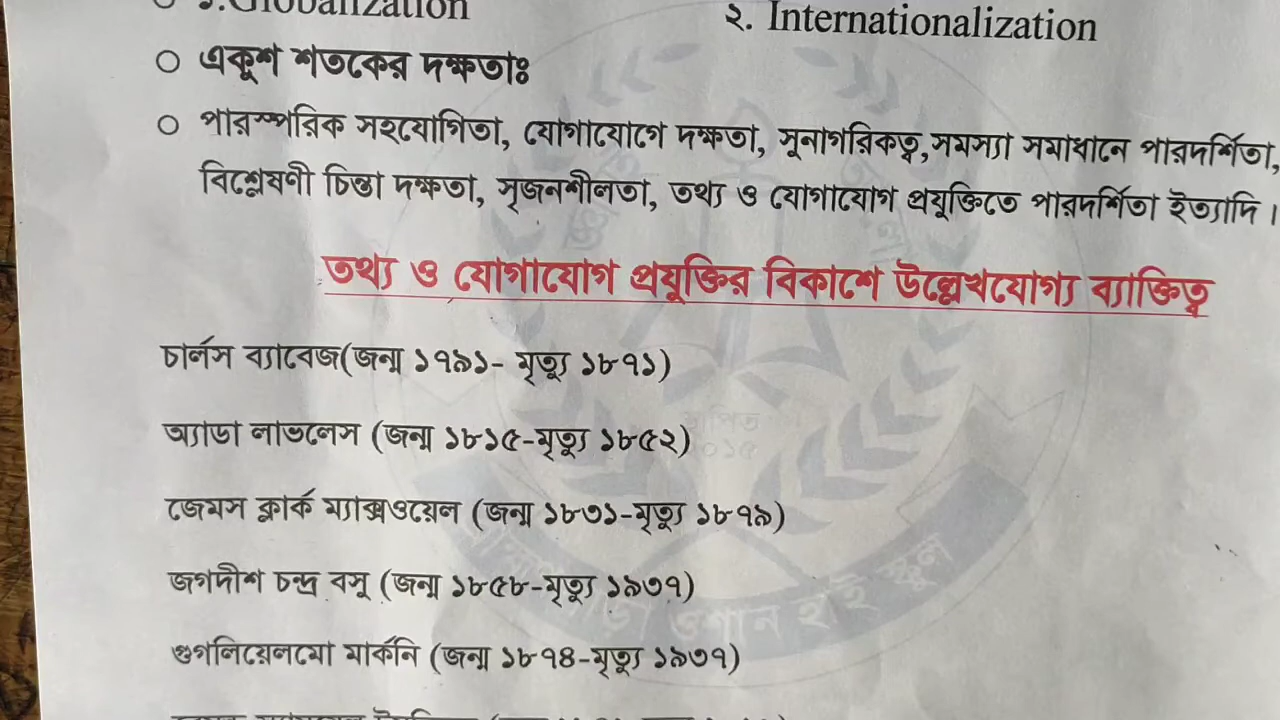 ○ ১.Globalization ২. Internationalization
○ একুশ শতকের দক্ষতাঃ
○ পারস্পরিক সহযোগিতা, যোগাযোগে দক্ষতা, সুনাগরিকত্ব,সমস্যা সমাধানে পারদর্শিতা,
বিশ্লেষণী চিন্তা দক্ষতা, সৃজনশীলতা, তথ্য ও যোগাযোগ প্রযুক্তিতে পারদর্শিতা ইত্যাদি ।
তথ্য ও যোগাযোগ প্রযুক্তির বিকাশে উল্লেখযোগ্য ব্যাক্তিত্ব
চার্লস ব্যাবেজ(জন্ম ১৭৯১- মৃত্যু ১৮৭১)
অ্যাডা লাভলেস (জন্ম ১৮১৫-মৃত্যু ১৮৫২)
জেমস ক্লার্ক ম্যাক্সওয়েল (জন্ম ১৮৩১-মৃত্যু ১৮৭৯)
জগদীশ চন্দ্র বসু (জন্ম ১৮৫৮-মৃত্যু ১৯৩৭)
গুগলিয়েলমো মার্কনি (জন্ম ১৮৭৪-মৃত্যু ১৯৩৭)